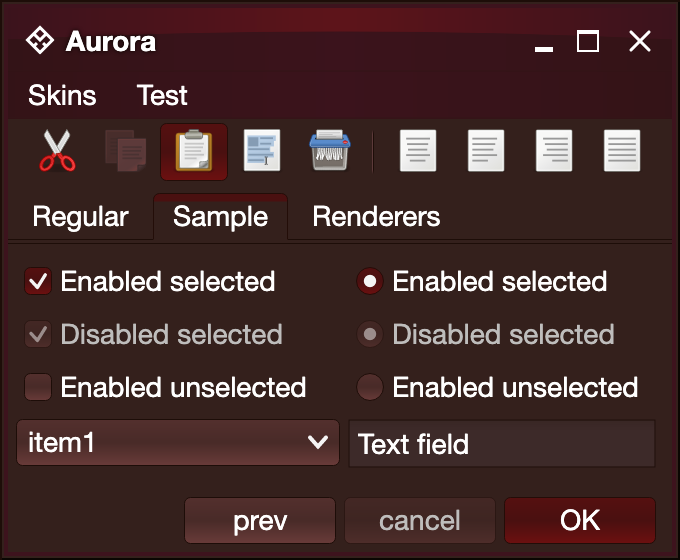 Aurora
Skins Test
Regular Sample Renderers
Enabled selected Enabled selected
Disabled selected Disabled selected
Enabled unselected Enabled unselected
item1 Text field
prev cancel OK